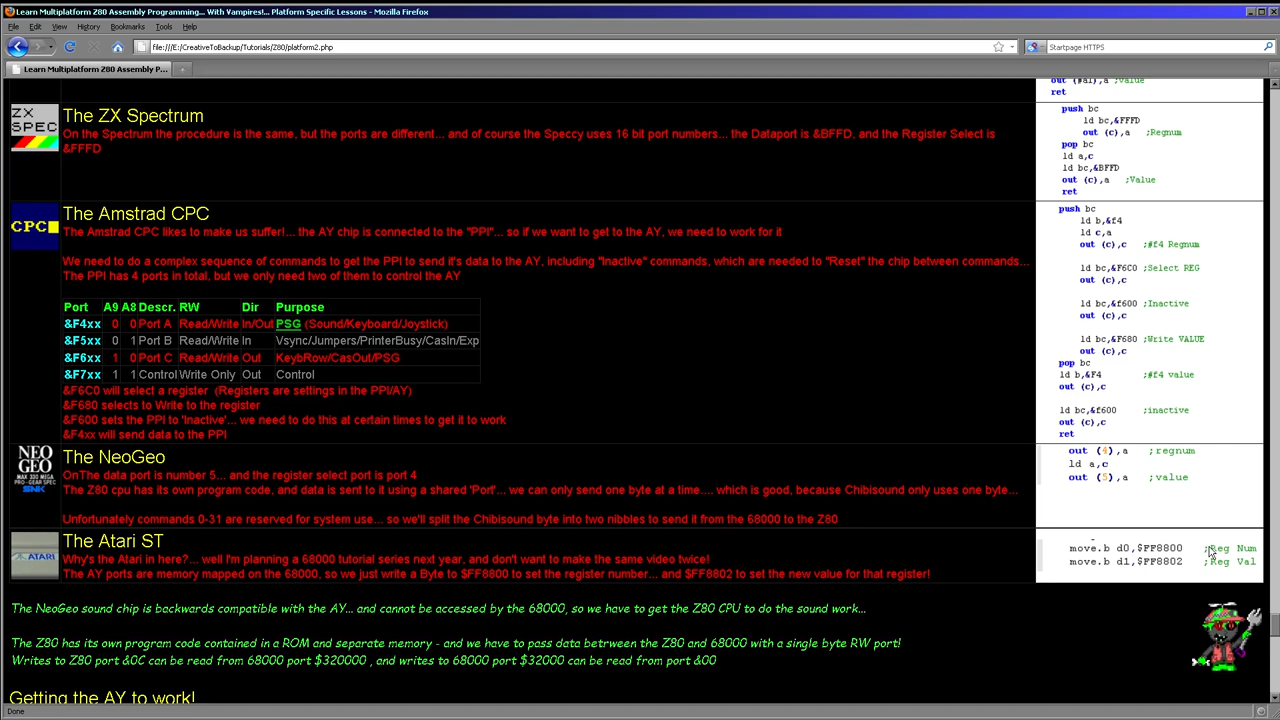 Learn Multiplatform Z80 Assembly Programming... With Vampires!... Platform Specific Lessons - Mozilla Firefox
File Edit View History Bookmarks Tools Help
file:///E:/CreativeToBackup/Tutorials/Z80/platform2.php
Startpage HTTPS
Learn Multiplatform Z80 Assembly P...
ret
ZX SPEC
The ZX Spectrum
On the Spectrum the procedure is the same, but the ports are different... and of course the Speccy uses 16 bit port numbers... the Dataport is &BFFD, and the Register Select is
&FFFD
push bc
ld bc,&FFFD
out (c),a ;Regnum
pop bc
ld a,c
ld bc,&BFFD
out (c),a ;Value
ret
CPC
The Amstrad CPC
The Amstrad CPC likes to make us suffer!... the AY chip is connected to the "PPI"... so if we want to get to the AY, we need to work for it
We need to do a complex sequence of commands to get the PPI to send it's data to the AY, including "Inactive" commands, which are needed to "Reset" the chip between commands...
The PPI has 4 ports in total, but we only need two of them to control the AY
Port A9 A8 Descr. RW Dir Purpose
&F4xx 0 0 Port A Read/Write In/Out PSG (Sound/Keyboard/Joystick)
&F5xx 0 1 Port B Read/Write In Vsync/Jumpers/PrinterBusy/CasIn/Exp
&F6xx 1 0 Port C Read/Write Out KeybRow/CasOut/PSG
&F7xx 1 1 Control Write Only Out Control
&F6C0 will select a register (Registers are settings in the PPI/AY)
&F680 selects to Write to the register
&F600 sets the PPI to 'Inactive'... we need to do this at certain times to get it to work
&F4xx will send data to the PPI
push bc
ld b,&f4
ld c,a
out (c),c ;#f4 Regnum
ld bc,&F6C0 ;Select REG
out (c),c
ld bc,&f600 ;Inactive
out (c),c
ld bc,&F680 ;Write VALUE
out (c),c
pop bc
ld b,&F4 ;#f4 value
out (c),c
ld bc,&f600 ;inactive
out (c),c
ret
NEO GEO
MAX 330 MEGA
PRO-GEAR SPEC
SNK
The NeoGeo
OnThe data port is number 5... and the register select port is port 4
The Z80 cpu has its own program code, and data is sent to it using a shared 'Port'... we can only send one byte at a time.... which is good, because Chibisound only uses one byte...
Unfortunately commands 0-31 are reserved for system use... so we'll split the Chibisound byte into two nibbles to send it from the 68000 to the Z80
out (4),a ;regnum
ld a,c
out (5),a ;value
ATARI
The Atari ST
Why's the Atari in here?... well I'm planning a 68000 tutorial series next year, and don't want to make the same video twice!
The AY ports are memory mapped on the 68000, so we just write a Byte to $FF8800 to set the register number... and $FF8802 to set the new value for that register!
move.b d0,$FF8800 ;Reg Num
move.b d1,$FF8802 ;Reg Val
The NeoGeo sound chip is backwards compatible with the AY... and cannot be accessed by the 68000, so we have to get the Z80 CPU to do the sound work...
The Z80 has its own program code contained in a ROM and separate memory - and we have to pass data betrween the Z80 and 68000 with a single byte RW port!
Writes to Z80 port &0C can be read from 68000 port $320000 , and writes to 68000 port $32000 can be read from port &00
Getting the AY to work!
Done